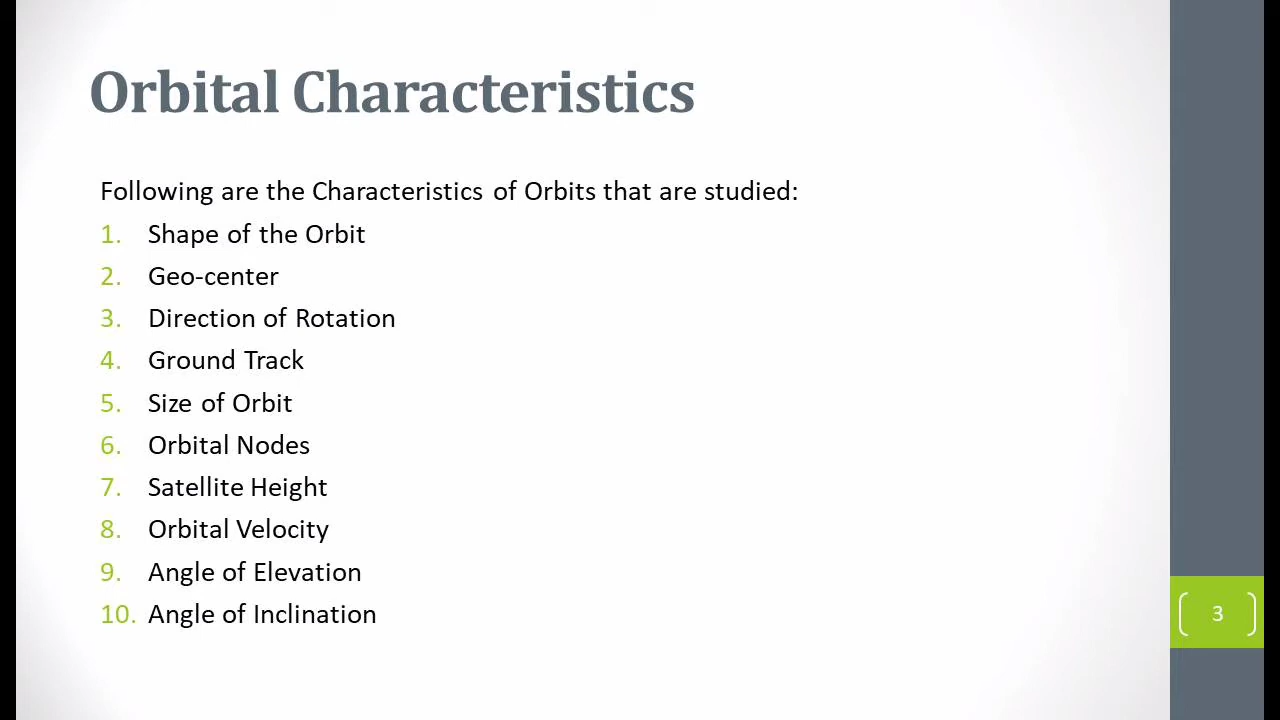 Orbital Characteristics
Following are the Characteristics of Orbits that are studied:
1. Shape of the Orbit
2. Geo-center
3. Direction of Rotation
4. Ground Track
5. Size of Orbit
6. Orbital Nodes
7. Satellite Height
8. Orbital Velocity
9. Angle of Elevation
10. Angle of Inclination
3